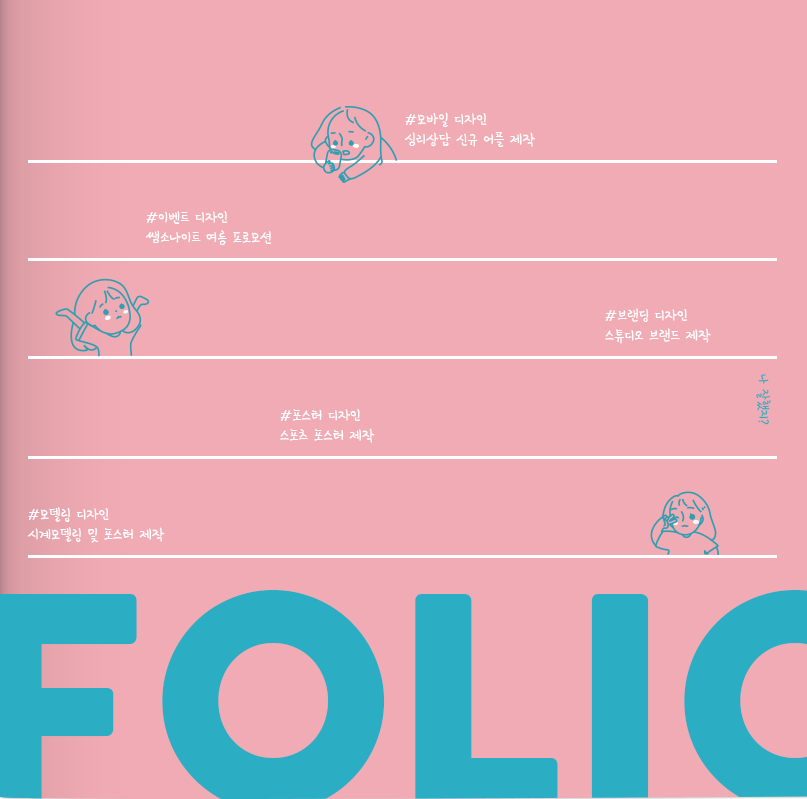 #모바일 디자인
심리상담 신규 어플 제작
#이벤트 디자인
쌤소나이트 여름 프로모션
#브랜딩 디자인
스튜디오 브랜드 제작
나 잘했지?
#포스터 디자인
스포츠 포스터 제작
#모델링 디자인
시계모델링 및 포스터 제작
FOLIO